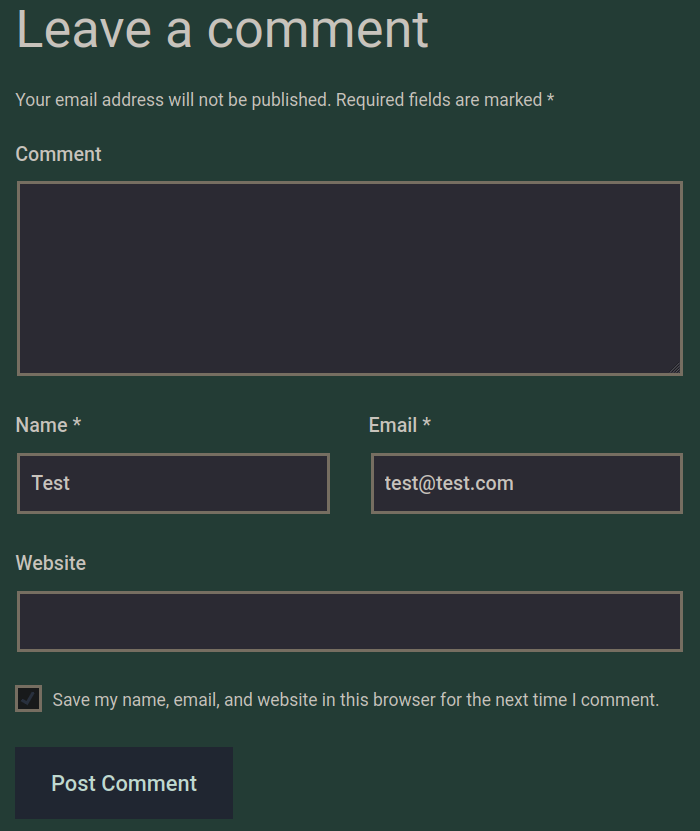 Leave a comment
Your email address will not be published. Required fields are marked *
Comment
Name * Email *
Test test@test.com
Website
Save my name, email, and website in this browser for the next time I comment.
Post Comment